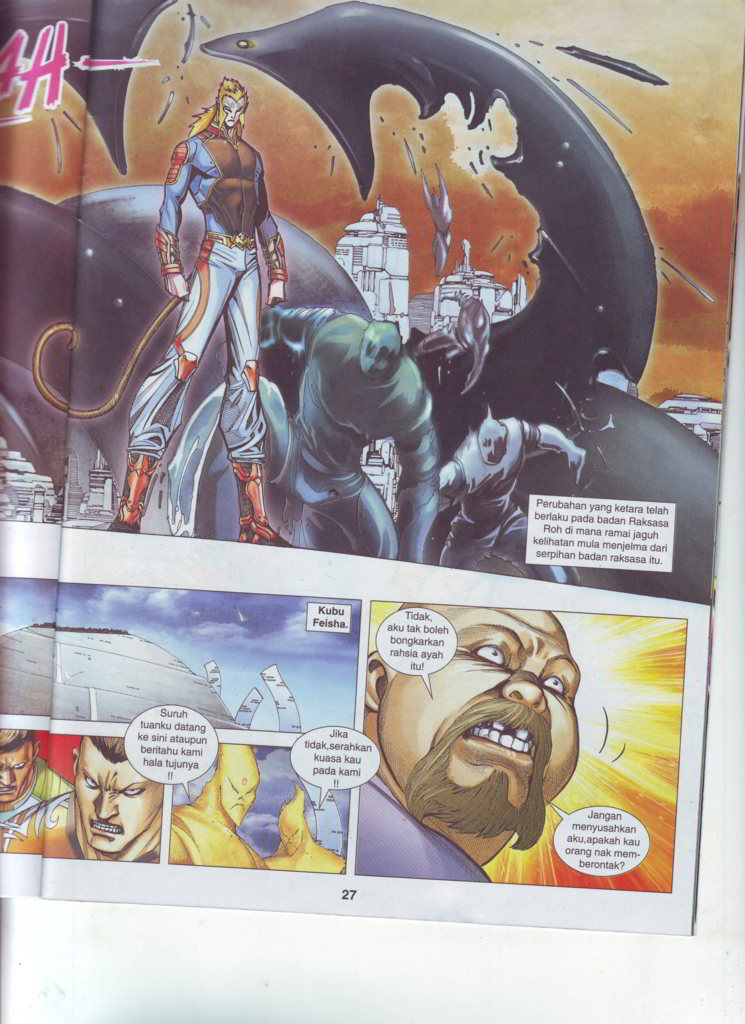 AH
Perubahan yang ketara telah
berlaku pada badan Raksasa
Roh di mana ramai jaguh
kelihatan mula menjelma dari
serpihan badan raksasa itu.
Kubu
Feisha.
Suruh
tuanku datang
ke sini ataupun
beritahu kami
hala tujunya
!!
Jika
tidak,serahkan
kuasa kau
pada kami
!!
Tidak,
aku tak boleh
bongkarkan
rahsia ayah
itu!
Jangan
menyusahkan
aku,apakah kau
orang nak mem-
berontak?
27